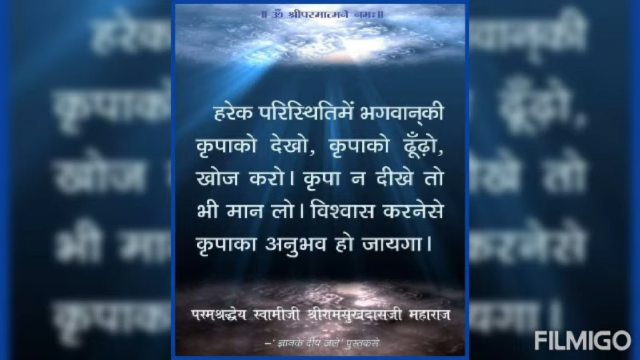 ॥ ॐ श्रीपरमात्मने नमः॥
हरेक परिस्थितिमें भगवान्‌की
कृपाको देखो, कृपाको ढूँढ़ो,
खोज करो। कृपा न दीखे तो
भी मान लो। विश्वास करनेसे
कृपाका अनुभव हो जायगा।
परमश्रद्धेय स्वामीजी श्रीरामसुखदासजी महाराज
–‘ज्ञानके दीप जले’ पुस्तकसे
FILMIGO